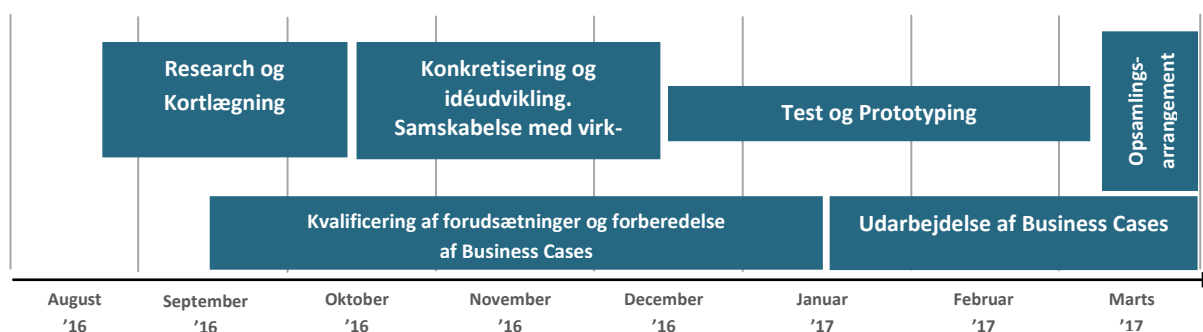 Research og
Kortlægning
Konkretisering og
idéudvikling.
Samskabelse med virk-
Test og Prototyping
Opsamlings-
arrangement
Kvalificering af forudsætninger og forberedelse
af Business Cases
Udarbejdelse af Business Cases
August
'16
September
'16
Oktober
'16
November
'16
December
'16
Januar
'17
Februar
'17
Marts
'17